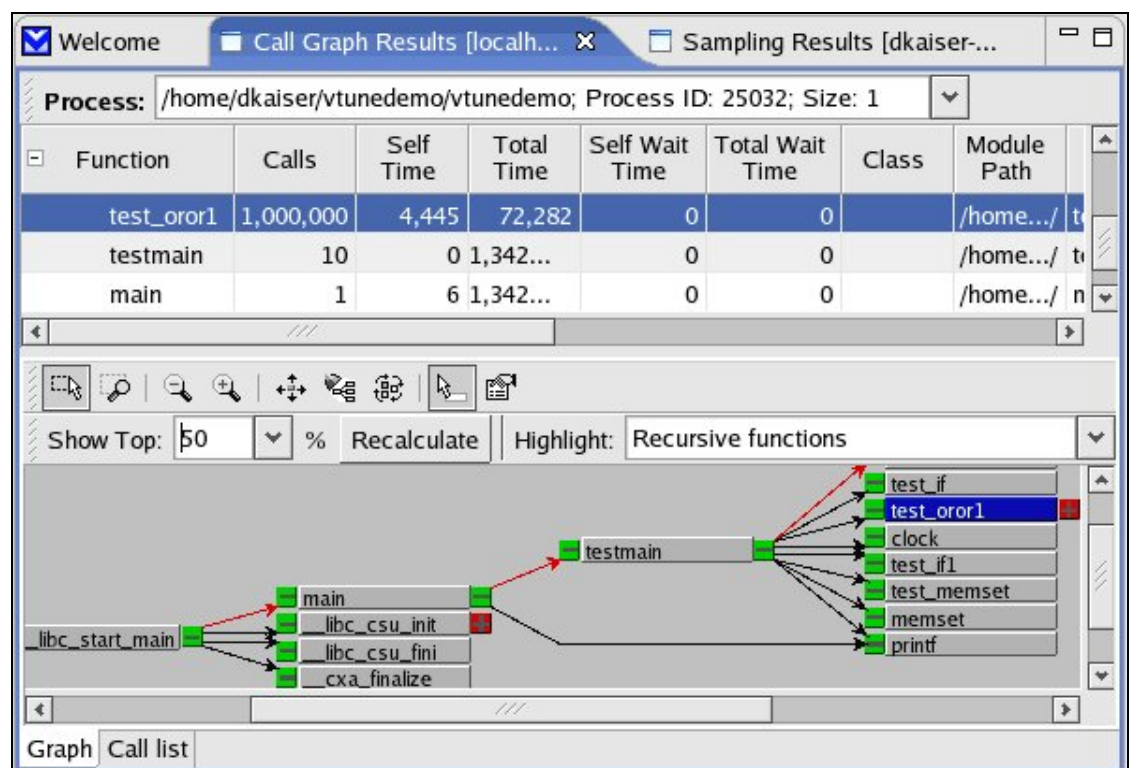 Welcome
Call Graph Results [localh...
Sampling Results [dkaiser-...
Process: /home/dkaiser/vtunedemo/vtunedemo; Process ID: 25032; Size: 1
Function Calls Self Time Total Time Self Wait Time Total Wait Time Class Module Path
test_oror1 1,000,000 4,445 72,282 0 0 /home.../ t
testmain 10 0 1,342... 0 0 /home.../ t
main 1 6 1,342... 0 0 /home.../ n
Show Top: 50 % Recalculate Highlight: Recursive functions
test_if
test_oror1
clock
testmain
test_if1
main
test_memset
__libc_csu_init
memset
_libc_start_main
__libc_csu_fini
printf
__cxa_finalize
Graph Call list